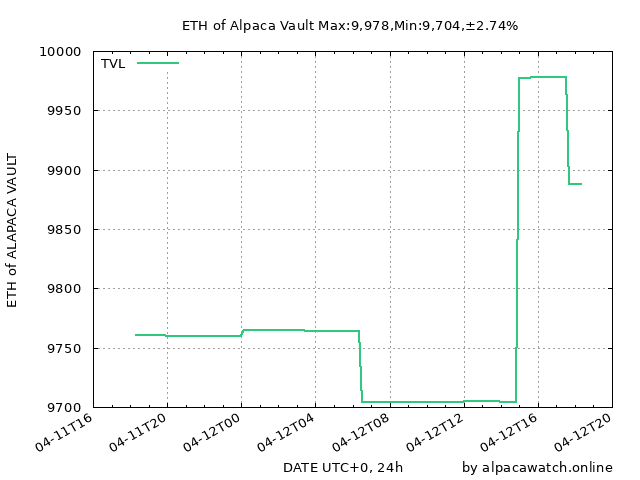 ETH of Alpaca Vault Max:9,978,Min:9,704,±2.74%
TVL
10000
9950
9900
9850
9800
9750
9700
ETH of ALAPACA VAULT
04-11T16
04-11T20
04-12T00
04-12T04
04-12T08
04-12T12
04-12T16
04-12T20
DATE UTC+0, 24h
by alpacawatch.online